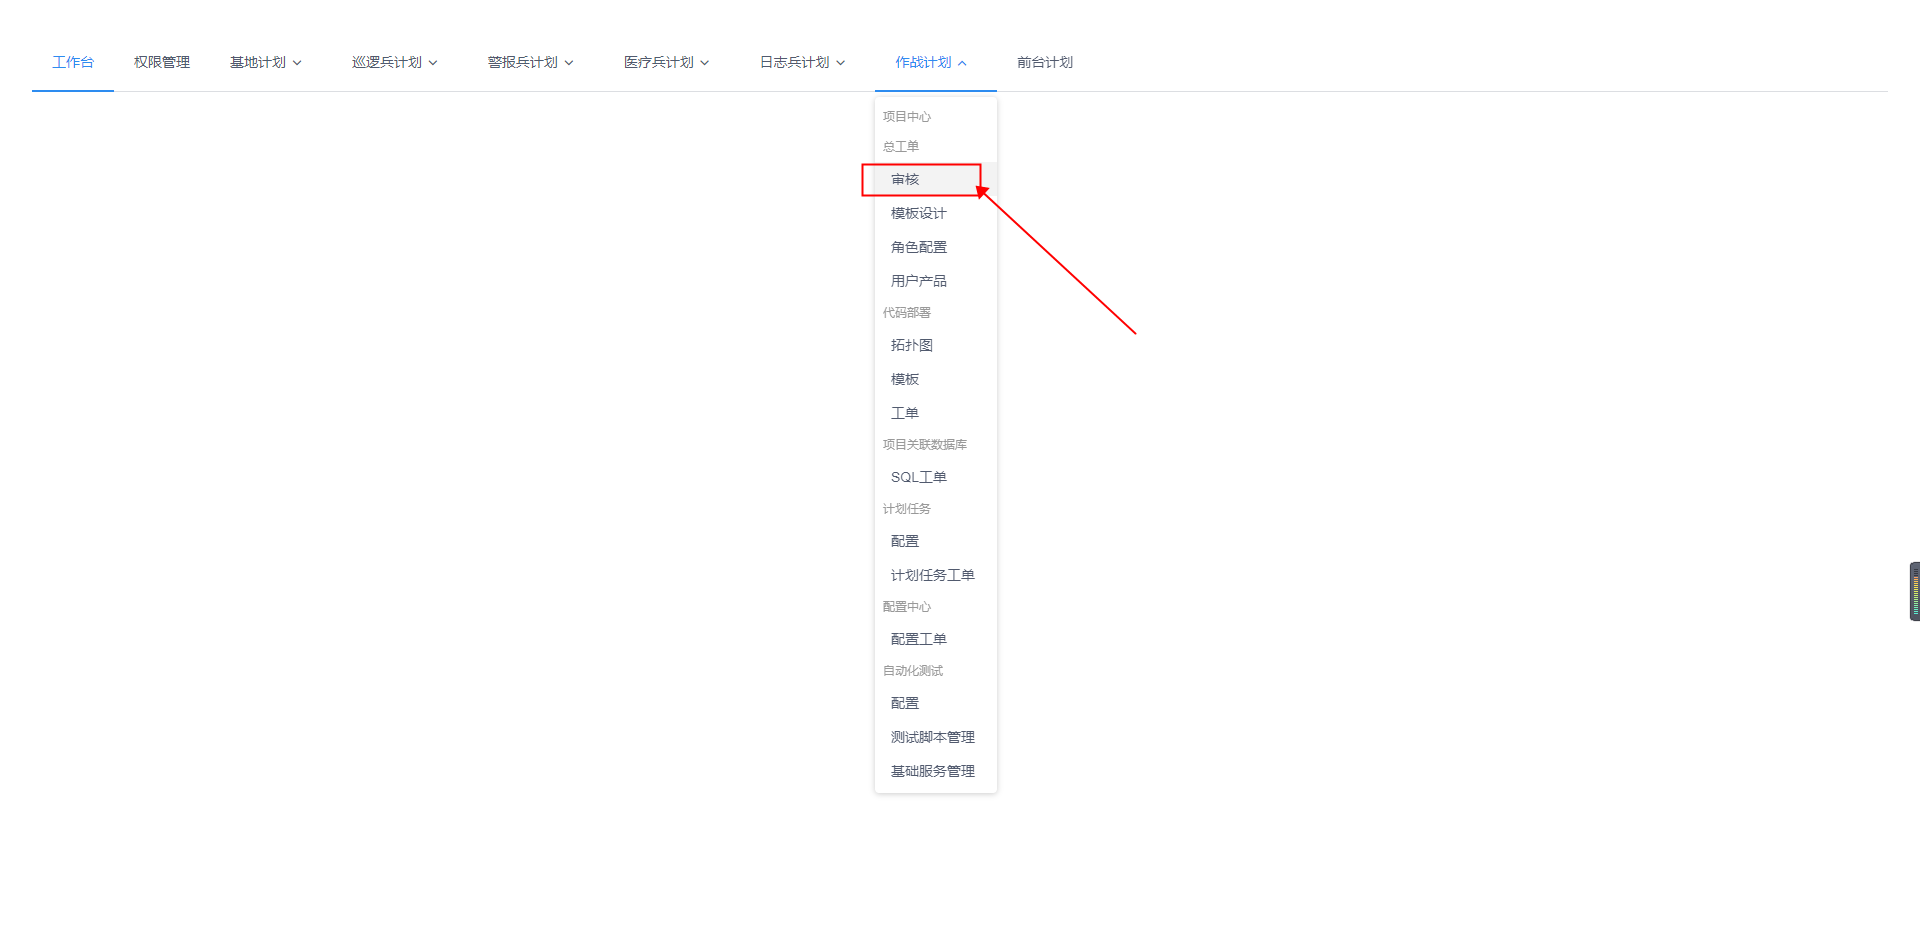 工作台 权限管理 基地计划 巡逻兵计划 警报兵计划 医疗兵计划 日志兵计划 作战计划 前台计划
项目中心
总工单
审核
模板设计
角色配置
用户产品
代码部署
拓扑图
模板
工单
项目关联数据库
SQL工单
计划任务
配置
计划任务工单
配置中心
配置工单
自动化测试
配置
测试脚本管理
基础服务管理